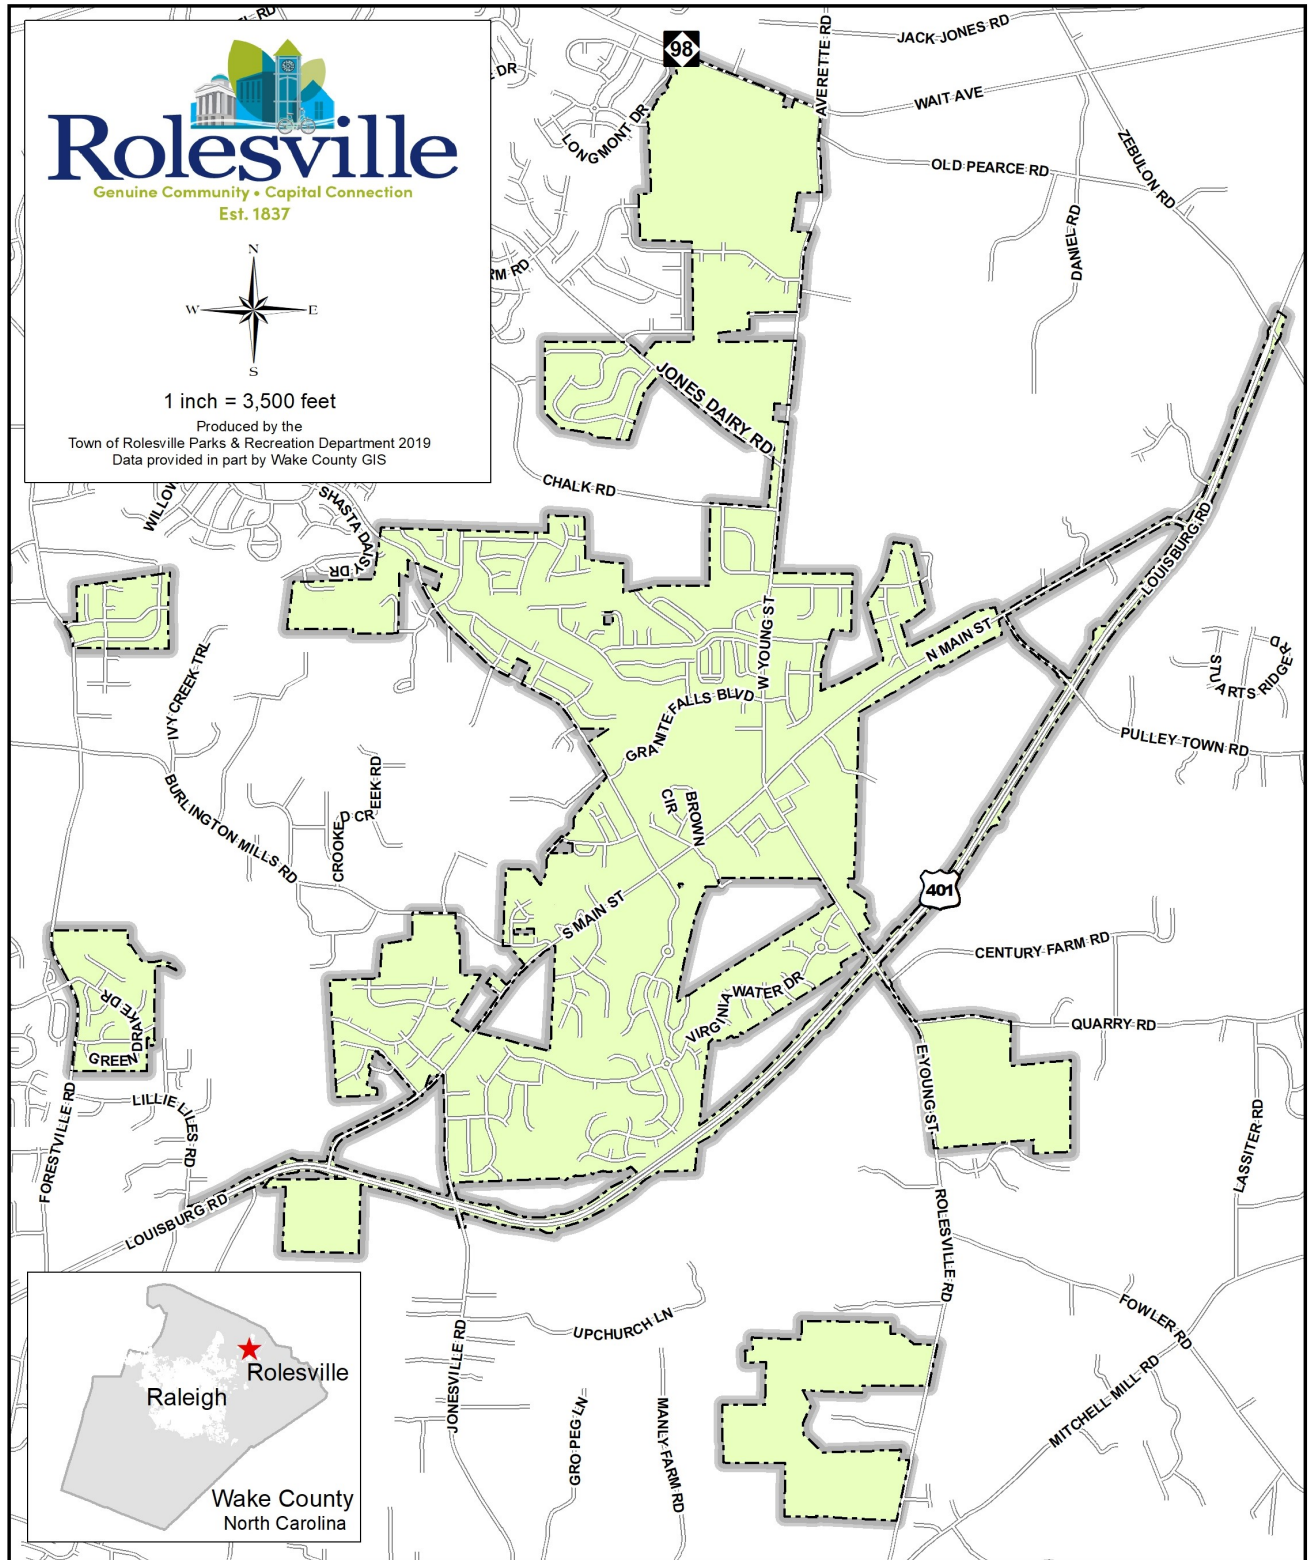 RD
JACK JONES RD
AVERETTE RD
98
DR
WAIT AVE
LONGMONT DR
ZEBULON RD
OLD PEARCE RD
DANIEL RD
Rolesville
Genuine Community • Capital Connection
Est. 1837
N
W E
S
1 inch = 3,500 feet
Produced by the
Town of Rolesville Parks & Recreation Department 2019
Data provided in part by Wake County GIS
RM RD
JONES DAIRY RD
CHALK RD
WILLOW
SHASTA DAISY DR
LOUISBURG RD
W YOUNG ST
N MAIN ST
STUARTS RIDGE RD
IVY CREEK TRL
GRANITE FALLS BLVD
PULLEY TOWN RD
BURLINGTON MILLS RD
CROOKED CREEK RD
BROWN
CIR
401
S MAIN ST
CENTURY FARM RD
VIRGINIA WATER DR
GREEN DRAKE DR
QUARRY RD
E YOUNG ST
FORESTVILLE RD
LILLIE LILES RD
LASSITER RD
LOUISBURG RD
ROLESVILLE RD
UPCHURCH LN
FOWLER RD
JONESVILLE RD
MITCHELL MILL RD
GRO PEG LN
MANLY FARM RD
Rolesville
Raleigh
Wake County
North Carolina